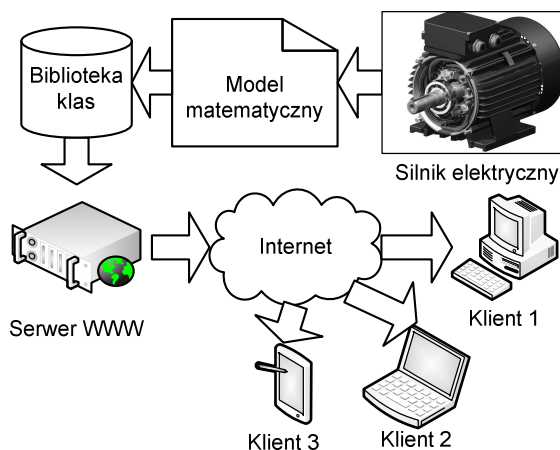 Biblioteka
klas
Model
matematyczny
Silnik elektryczny
Serwer WWW
Internet
Klient 1
Klient 2
Klient 3